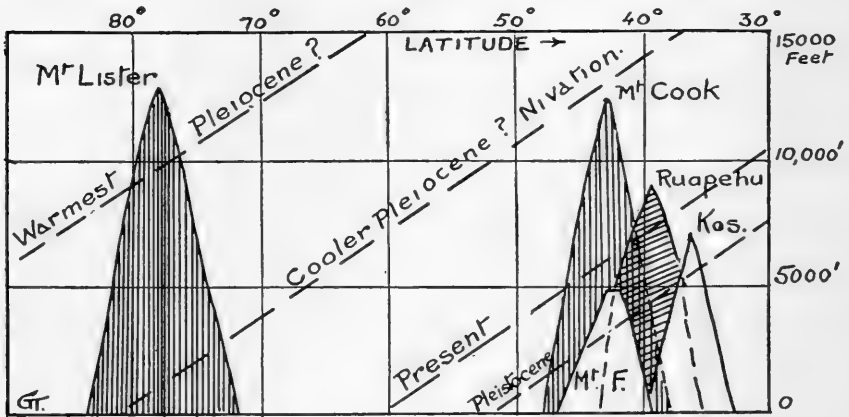 80° 70° 60° 50° 40° 30°
LATITUDE →
15000
Feet
Mt Lister
Pleiocene ?
Warmest
Cooler Pleiocene ? Nivation.
Mt Cook
10,000'
Ruapehu
Kos.
5000'
Present
Pleistocene
Mt F.
GT.
0